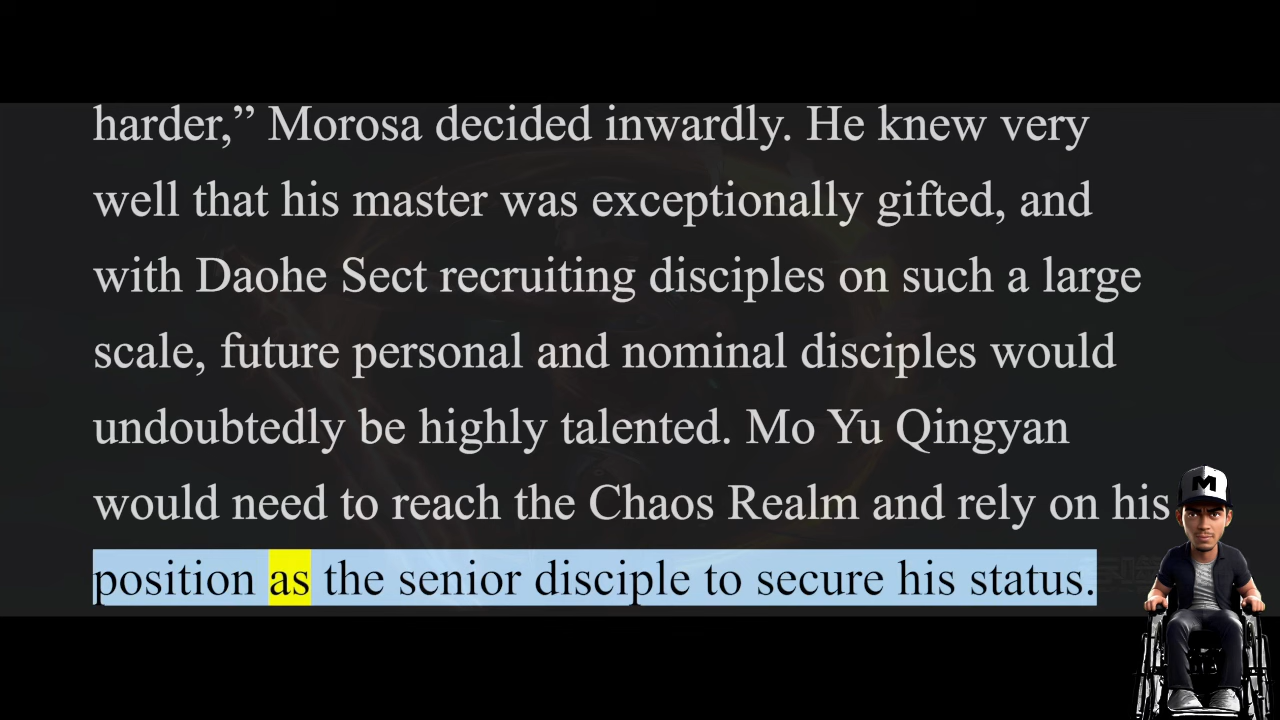 harder,” Morosa decided inwardly. He knew very
well that his master was exceptionally gifted, and
with Daohe Sect recruiting disciples on such a large
scale, future personal and nominal disciples would
undoubtedly be highly talented. Mo Yu Qingyan
would need to reach the Chaos Realm and rely on his
position as the senior disciple to secure his status.
M
M